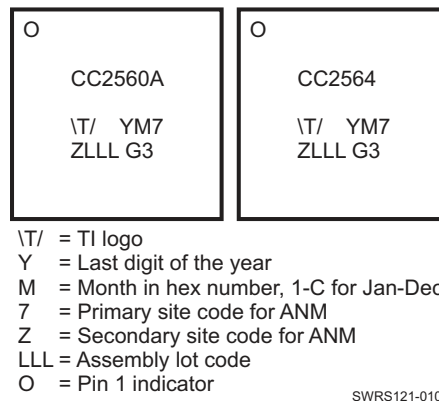 O
CC2560A
\T/ YM7
ZLLL G3
O
CC2564
\T/ YM7
ZLLL G3
\T/ = TI logo
Y = Last digit of the year
M = Month in hex number, 1-C for Jan-Dec
7 = Primary site code for ANM
Z = Secondary site code for ANM
LLL = Assembly lot code
O = Pin 1 indicator
SWRS121-010